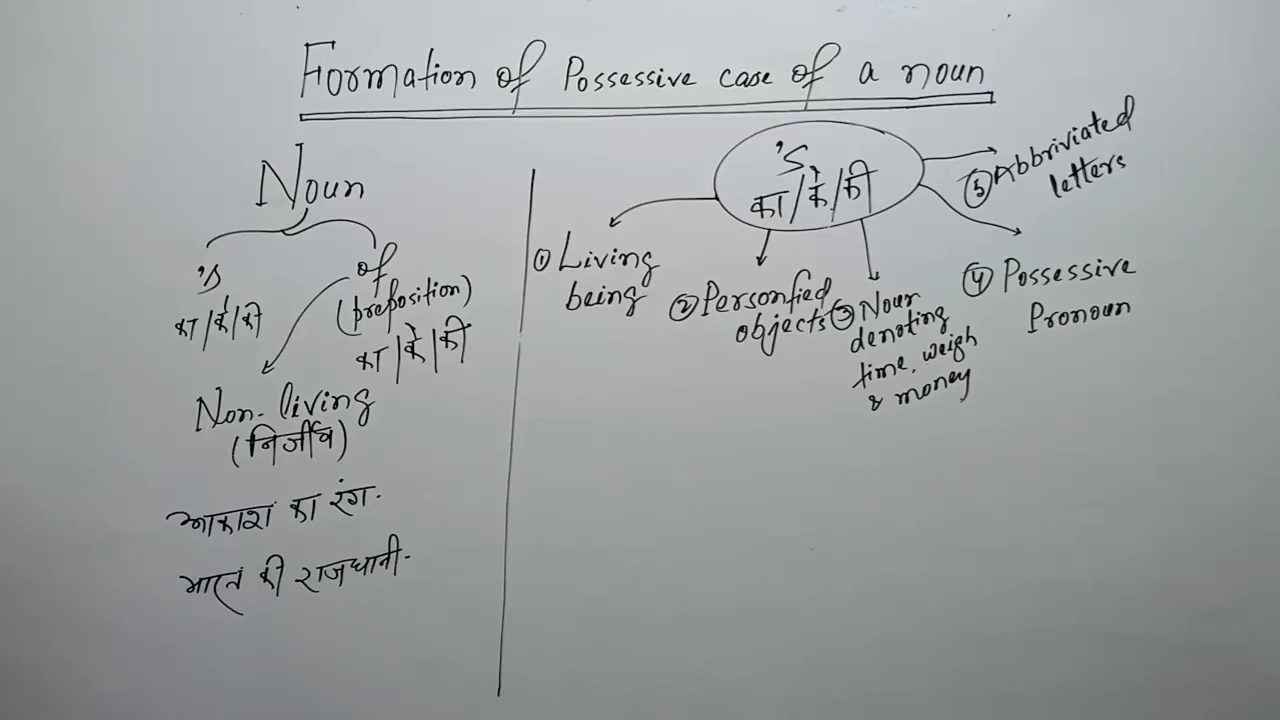 Formation of Possessive case of a noun
Noun
's
का/के/की
of
(preposition)
का/के/की
Non-living
(निर्जीव)
आकाश का रंग.
भारत की राजधानी.
's
का/के/की
① Living
being
② Personfied
objects
③ Noun
denoting
time, weigh
& money
④ Possessive
Pronoun
⑤ Abbriviated
letters